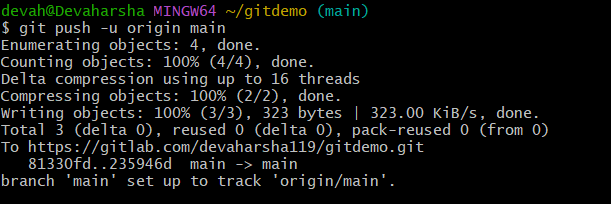 devah@Devaharsha MINGW64 ~/gitdemo (main)
$ git push -u origin main
Enumerating objects: 4, done.
Counting objects: 100% (4/4), done.
Delta compression using up to 16 threads
Compressing objects: 100% (2/2), done.
Writing objects: 100% (3/3), 323 bytes | 323.00 KiB/s, done.
Total 3 (delta 0), reused 0 (delta 0), pack-reused 0 (from 0)
To https://gitlab.com/devaharsha119/gitdemo.git
   81330fd..235946d  main -> main
branch 'main' set up to track 'origin/main'.